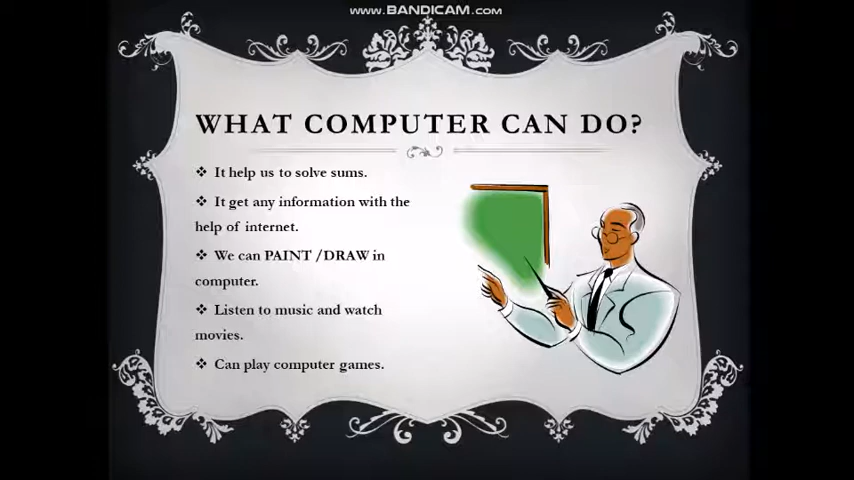 WWW.BANDICAM.COM
WHAT COMPUTER CAN DO?
❖ It help us to solve sums.
❖ It get any information with the
help of internet.
❖ We can PAINT /DRAW in
computer.
❖ Listen to music and watch
movies.
❖ Can play computer games.